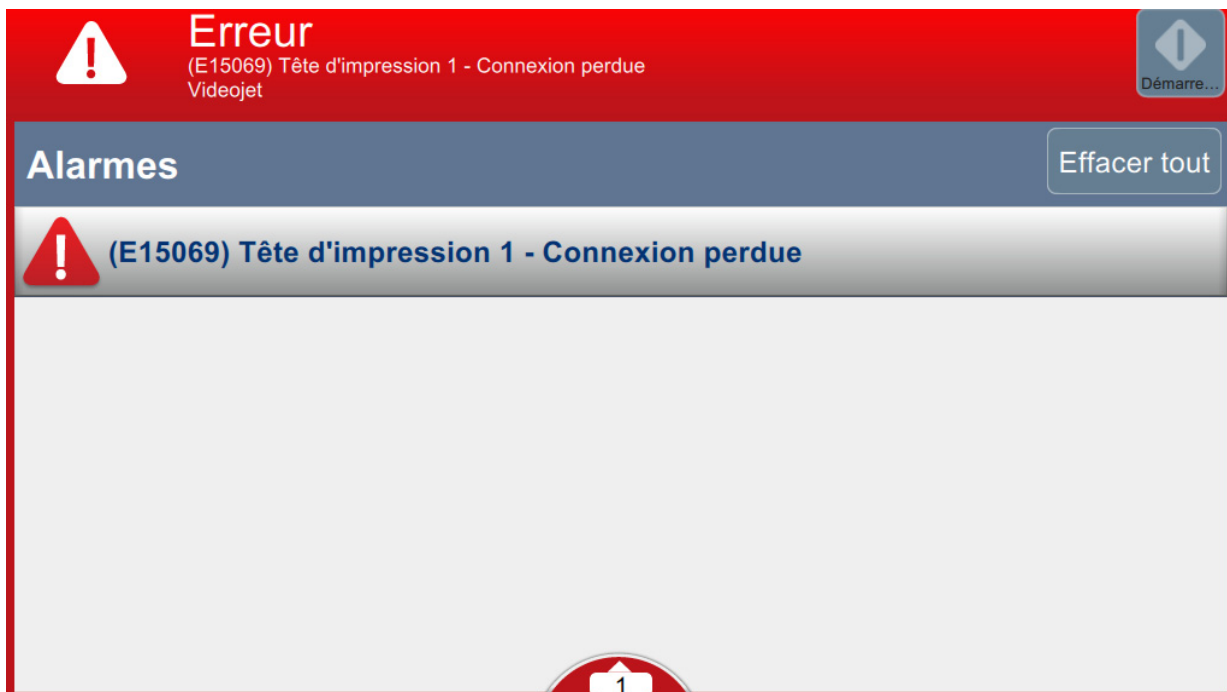 Erreur
(E15069) Tête d'impression 1 - Connexion perdue
Videojet
Démarre...
Alarmes
Effacer tout
(E15069) Tête d'impression 1 - Connexion perdue
1